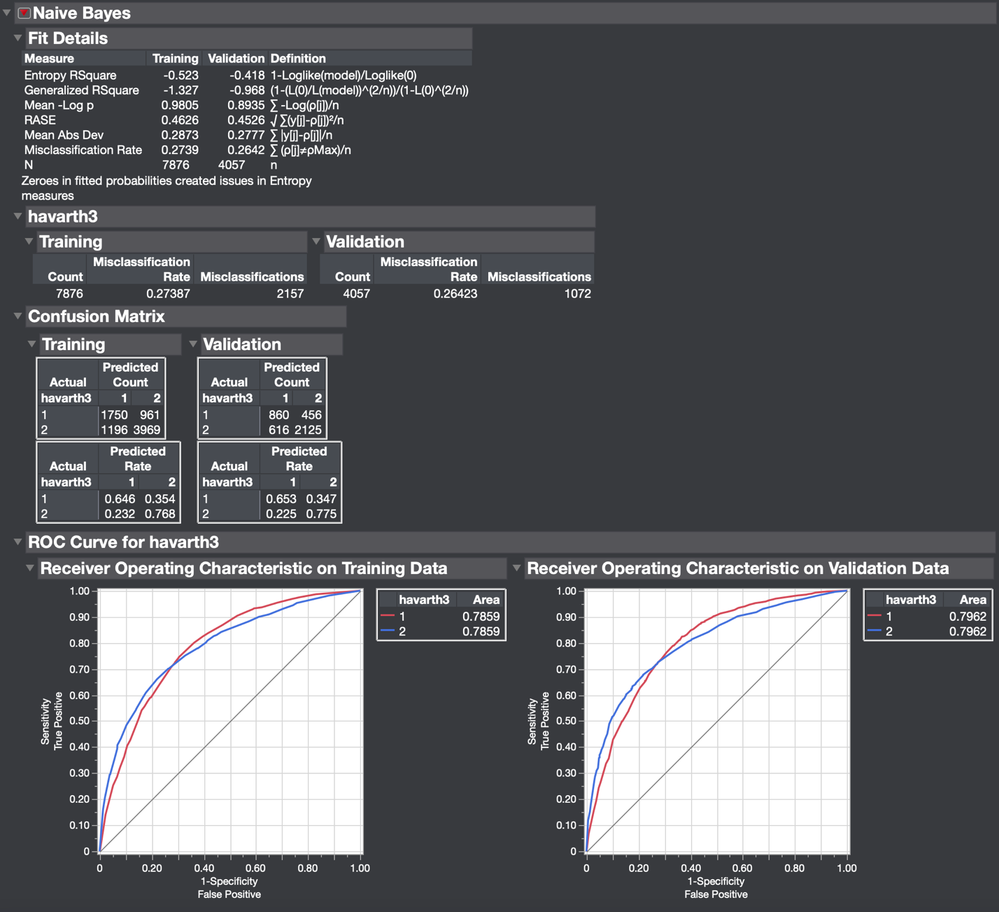 Naive Bayes
Fit Details
Measure Training Validation Definition
Entropy RSquare -0.523 -0.418 1-Loglike(model)/Loglike(0)
Generalized RSquare -1.327 -0.968 (1-(L(0)/L(model))^(2/n))/(1-L(0)^(2/n))
Mean -Log p 0.9805 0.8935 ∑ -Log(ρ[j])/n
RASE 0.4626 0.4526 √ ∑(y[j]-ρ[j])²/n
Mean Abs Dev 0.2873 0.2777 ∑ |y[j]-ρ[j]|/n
Misclassification Rate 0.2739 0.2642 ∑ (ρ[j]≠ρMax)/n
N 7876 4057 n
Zeroes in fitted probabilities created issues in Entropy
measures
havarth3
Training Validation
Misclassification Misclassification
Count Rate Misclassifications Count Rate Misclassifications
7876 0.27387 2157 4057 0.26423 1072
Confusion Matrix
Training Validation
Predicted Predicted
Actual Count Actual Count
havarth3 1 2 havarth3 1 2
1 1750 961 1 860 456
2 1196 3969 2 616 2125
Predicted Predicted
Actual Rate Actual Rate
havarth3 1 2 havarth3 1 2
1 0.646 0.354 1 0.653 0.347
2 0.232 0.768 2 0.225 0.775
ROC Curve for havarth3
Receiver Operating Characteristic on Training Data
1.00
0.90
0.80
0.70
0.60
0.50
0.40
0.30
0.20
0.10
0
Sensitivity
True Positive
0 0.20 0.40 0.60 0.80 1.00
1-Specificity
False Positive
havarth3 Area
1 0.7859
2 0.7859
Receiver Operating Characteristic on Validation Data
1.00
0.90
0.80
0.70
0.60
0.50
0.40
0.30
0.20
0.10
0
Sensitivity
True Positive
0 0.20 0.40 0.60 0.80 1.00
1-Specificity
False Positive
havarth3 Area
1 0.7962
2 0.7962